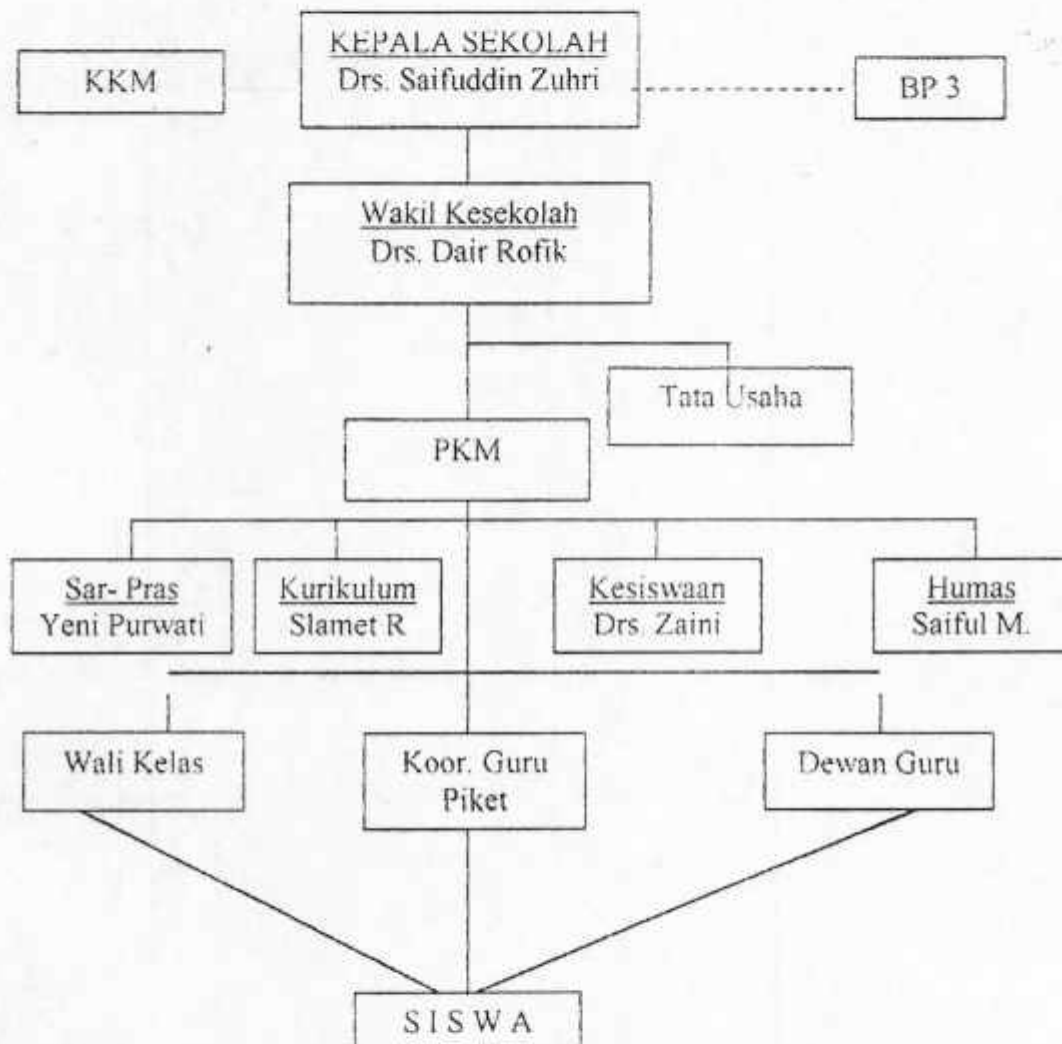 KEPALA SEKOLAH
Drs. Saifuddin Zuhri
KKM
BP 3
Wakil Kesekolah
Drs. Dair Rofik
Tata Usaha
PKM
Sar- Pras
Yeni Purwati
Kurikulum
Slamet R
Kesiswaan
Drs. Zaini
Humas
Saiful M.
Wali Kelas
Koor. Guru
Piket
Dewan Guru
S I S W A